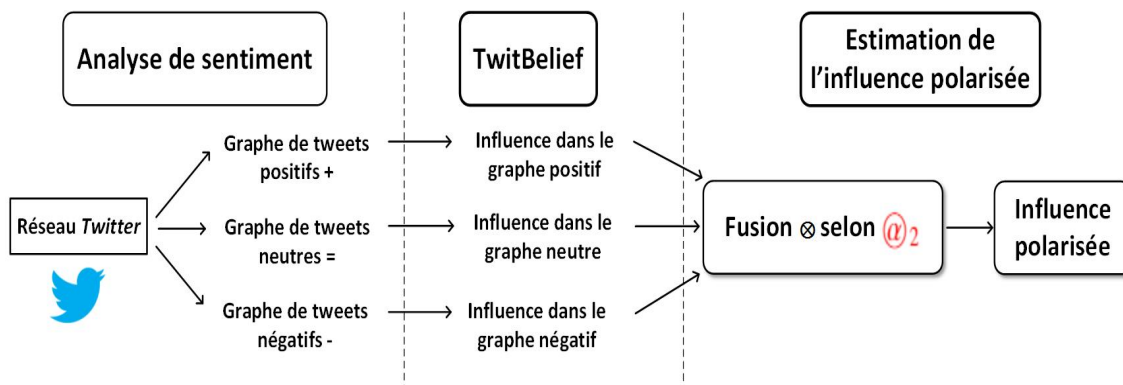 Analyse de sentiment
TwitBelief
Estimation de
l'influence polarisée
Graphe de tweets
positifs +
Influence dans le
graphe positif
Réseau Twitter
Graphe de tweets
neutres =
Influence dans le
graphe neutre
Fusion ⊗ selon ⓐ₂
Influence
polarisée
Graphe de tweets
négatifs -
Influence dans le
graphe négatif